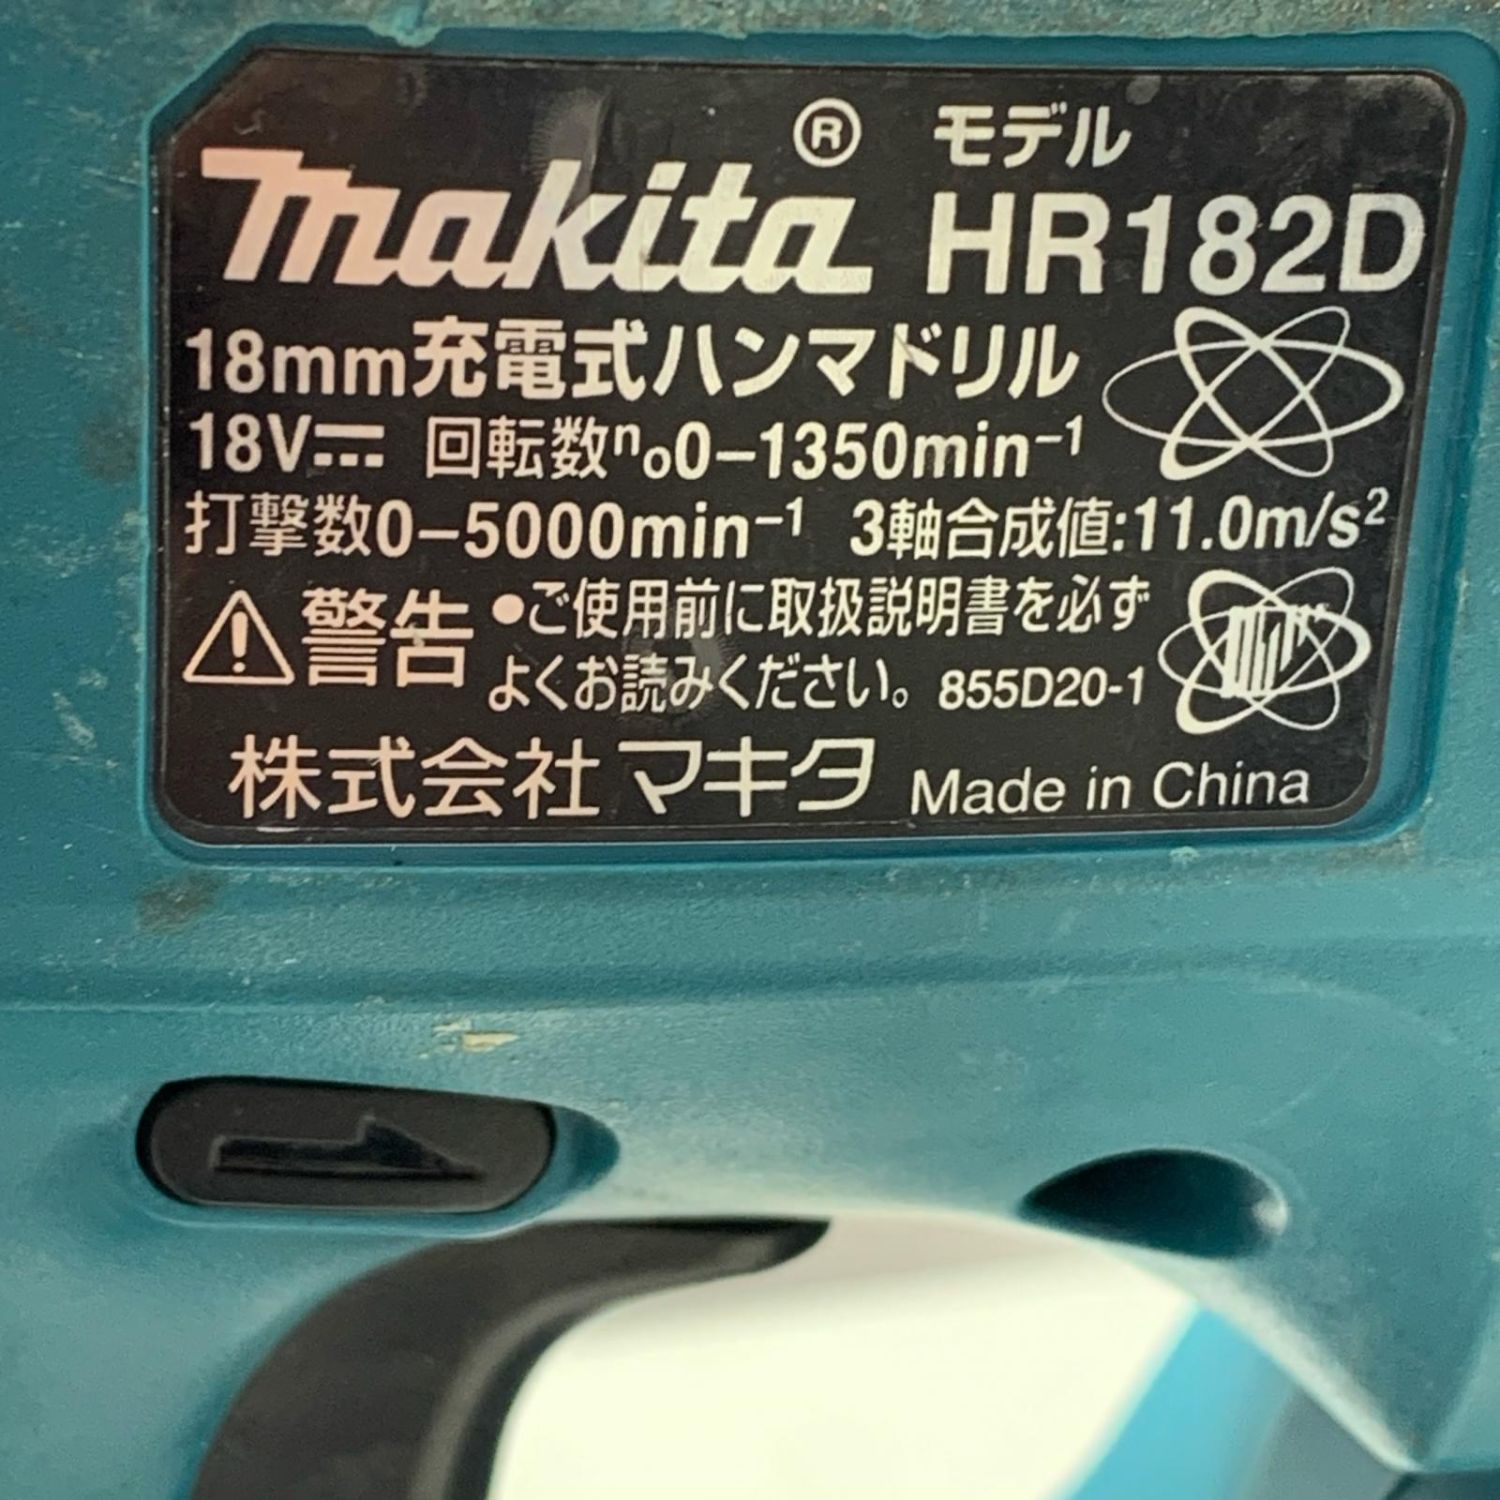 makita® モデル HR182D
18mm充電式ハンマドリル
18V⎓ 回転数n₀0–1350min⁻¹
打撃数0–5000min⁻¹ 3軸合成値:11.0m/s²
⚠警告 ●ご使用前に取扱説明書を必ず
よくお読みください。 855D20-1
株式会社マキタ Made in China